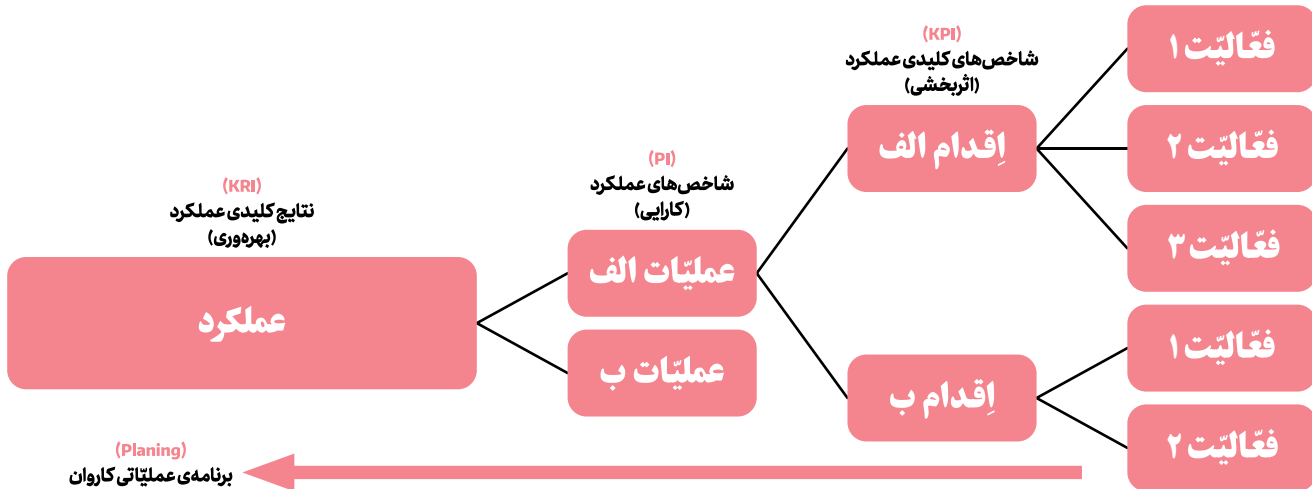 فعّالیّت ۱
فعّالیّت ۲
فعّالیّت ۳
فعّالیّت ۱
فعّالیّت ۲
(KPI)
شاخص‌های کلیدی عملکرد
(اثربخشی)
اِقدام الف
اِقدام ب
(PI)
شاخص‌های عملکرد
(کارایی)
عملیّات الف
عملیّات ب
(KRI)
نتایج کلیدی عملکرد
(بهره‌وری)
عملکرد
(Planing)
برنامه‌ی عملیّاتی کاروان